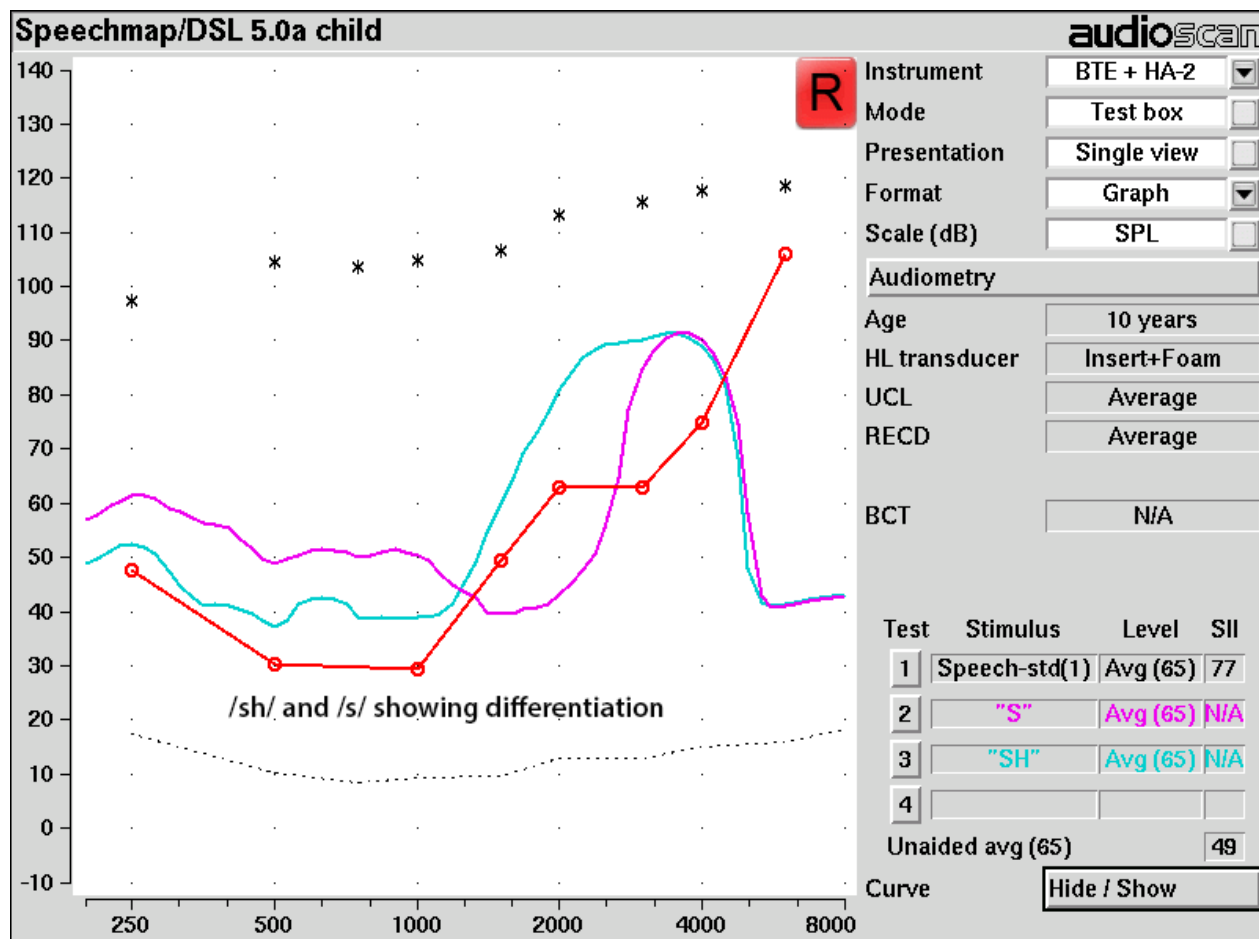 Speechmap/DSL 5.0a child
audioscan
140
130
120
110
100
90
80
70
60
50
40
30
20
10
0
-10
250 500 1000 2000 4000 8000
R
/sh/ and /s/ showing differentiation
Instrument BTE + HA-2
Mode Test box
Presentation Single view
Format Graph
Scale (dB) SPL
Audiometry
Age 10 years
HL transducer Insert+Foam
UCL Average
RECD Average
BCT N/A
Test Stimulus Level SII
1 Speech-std(1) Avg (65) 77
2 "S" Avg (65) N/A
3 "SH" Avg (65) N/A
4
Unaided avg (65) 49
Curve Hide / Show